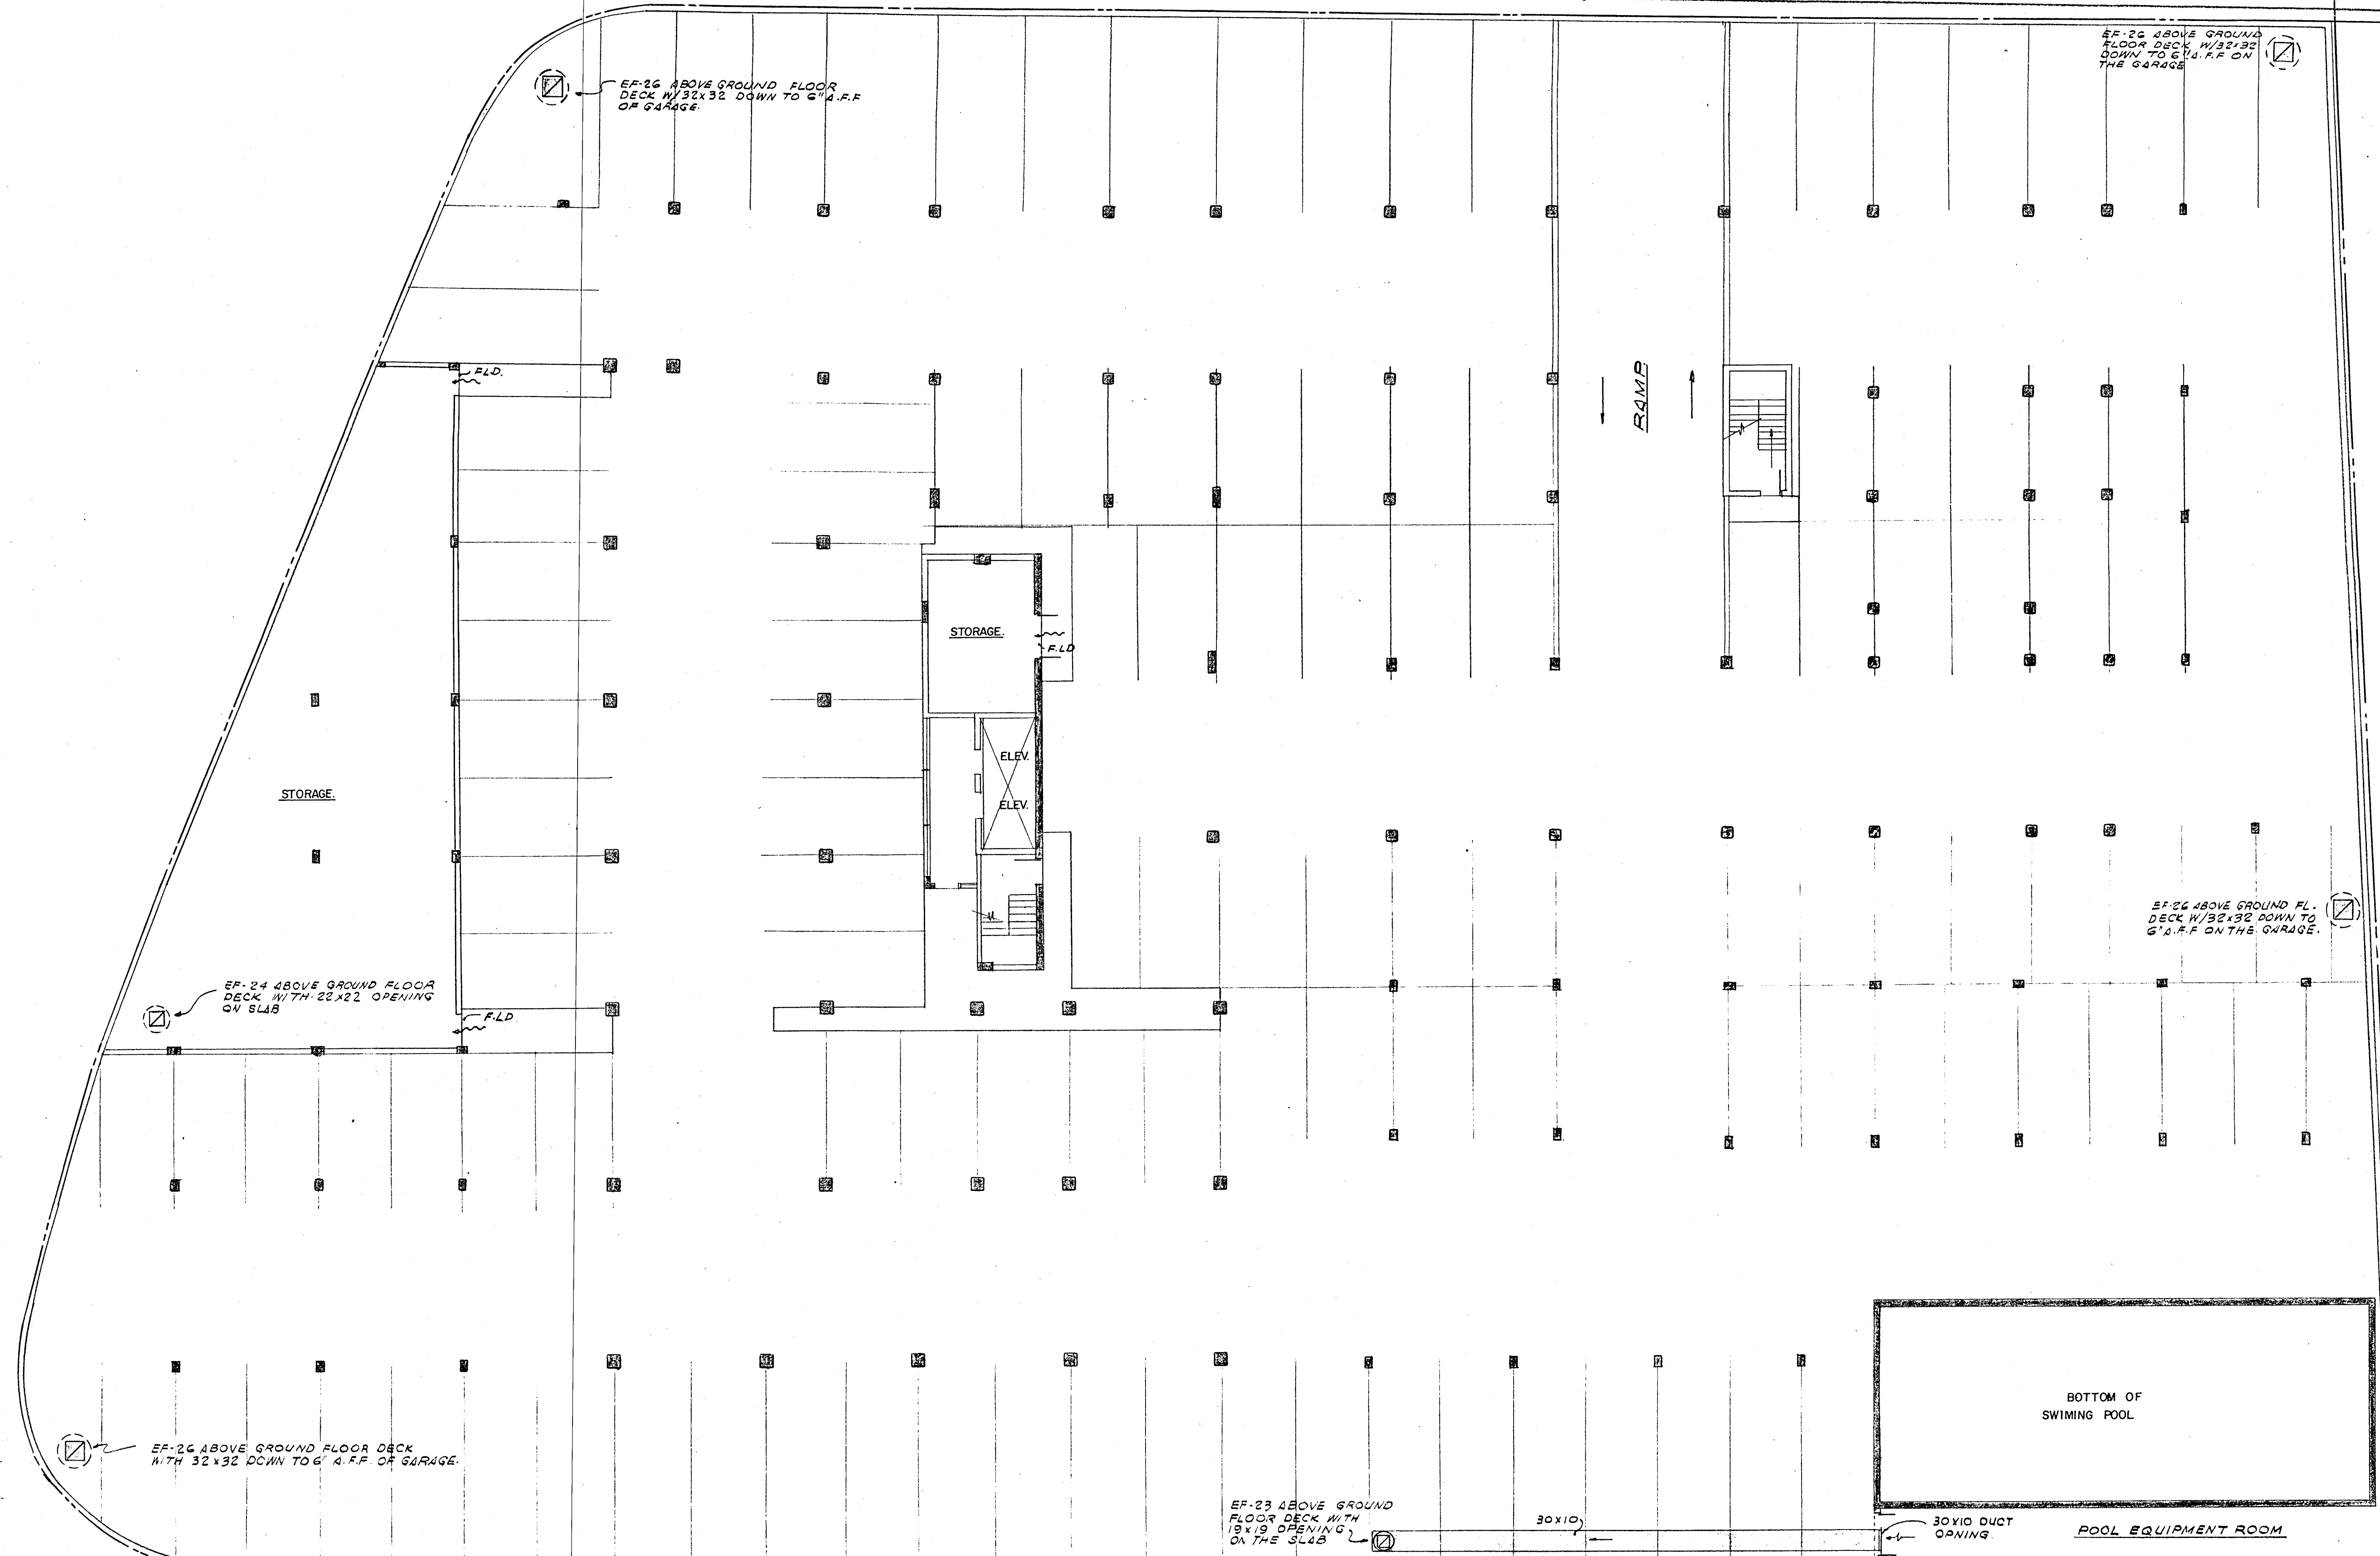 EF-26 ABOVE GROUND FLOOR
DECK W/32x32 DOWN TO 6" A.F.F
OF GARAGE.
EF-26 ABOVE GROUND
FLOOR DECK W/32x32
DOWN TO 6" A.F.F ON
THE GARAGE
FLD.
RAMP
STORAGE.
F.LD
ELEV.
ELEV.
STORAGE.
EF-26 ABOVE GROUND FL.
DECK W/32x32 DOWN TO
6" A.F.F ON THE GARAGE.
EF-24 ABOVE GROUND FLOOR
DECK WITH 22x22 OPENING
ON SLAB
F.LD
BOTTOM OF
SWIMING POOL
EF-26 ABOVE GROUND FLOOR DECK
WITH 32x32 DOWN TO 6" A.F.F. OF GARAGE.
EF-23 ABOVE GROUND
FLOOR DECK WITH
19x19 OPENING
ON THE SLAB
30x10
30x10 DUCT
OPNING.
POOL EQUIPMENT ROOM